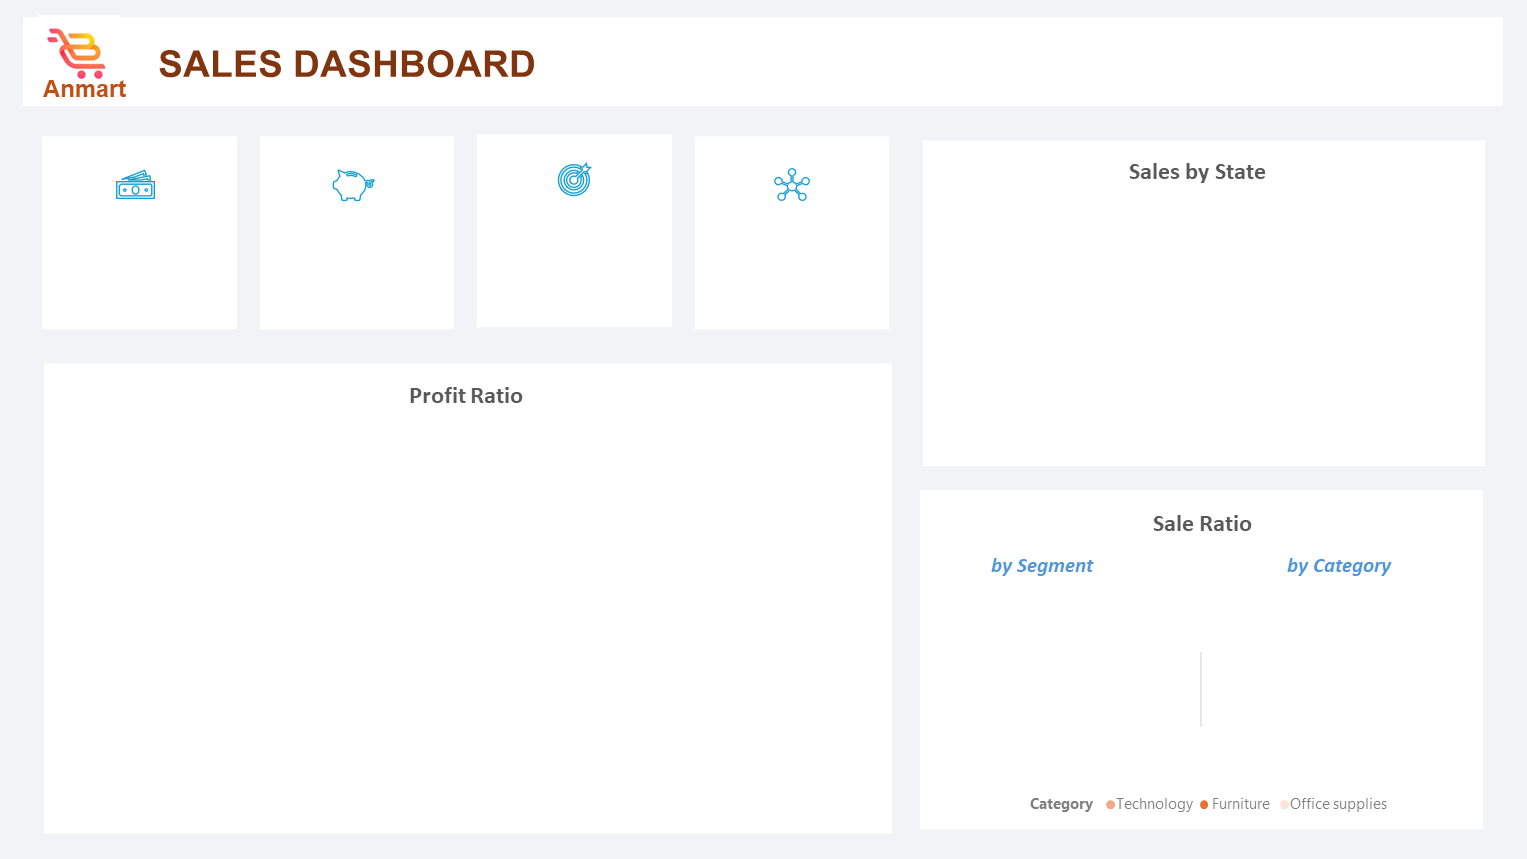 SALES DASHBOARD
Anmart
Sales by State
Profit Ratio
Sale Ratio
by Segment
by Category
Category Technology Furniture Office supplies